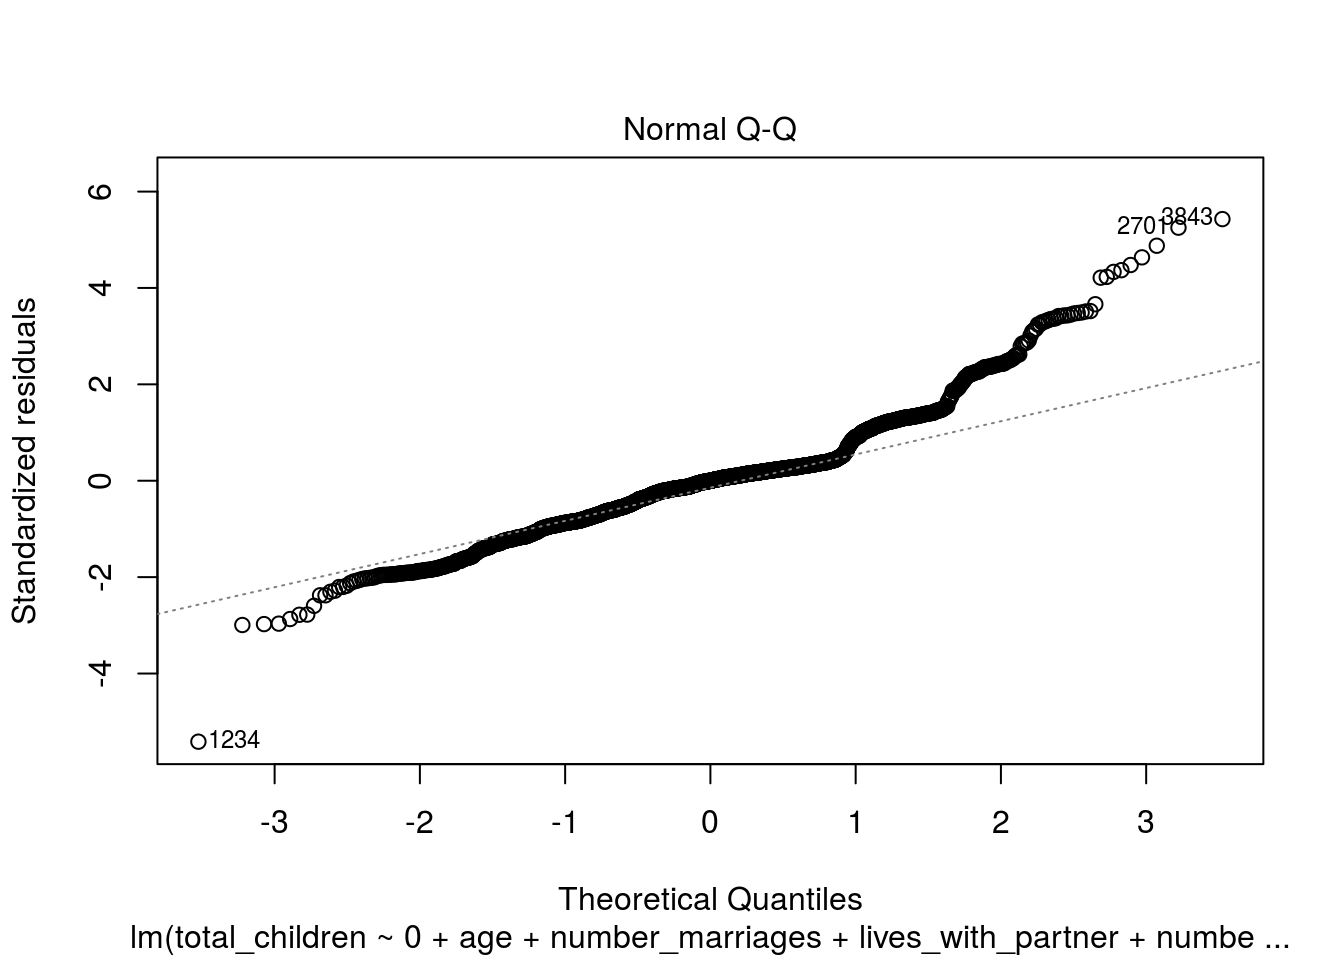 Normal Q-Q
6
4
2
0
-2
-4
Standardized residuals
2701
3843
1234
-3 -2 -1 0 1 2 3
Theoretical Quantiles
lm(total_children ~ 0 + age + number_marriages + lives_with_partner + numbe ...